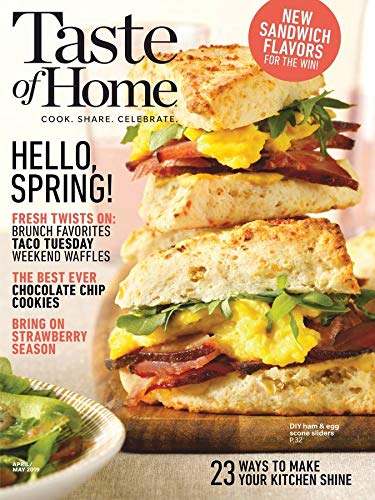 Taste
of Home
COOK. SHARE. CELEBRATE.
NEW
SANDWICH
FLAVORS
FOR THE WIN!
HELLO,
SPRING!
FRESH TWISTS ON:
BRUNCH FAVORITES
TACO TUESDAY
WEEKEND WAFFLES
THE BEST EVER
CHOCOLATE CHIP
COOKIES
BRING ON
STRAWBERRY
SEASON
DIY ham & egg
scone sliders
P.32
APRIL/
MAY 2019
23 WAYS TO MAKE
YOUR KITCHEN SHINE